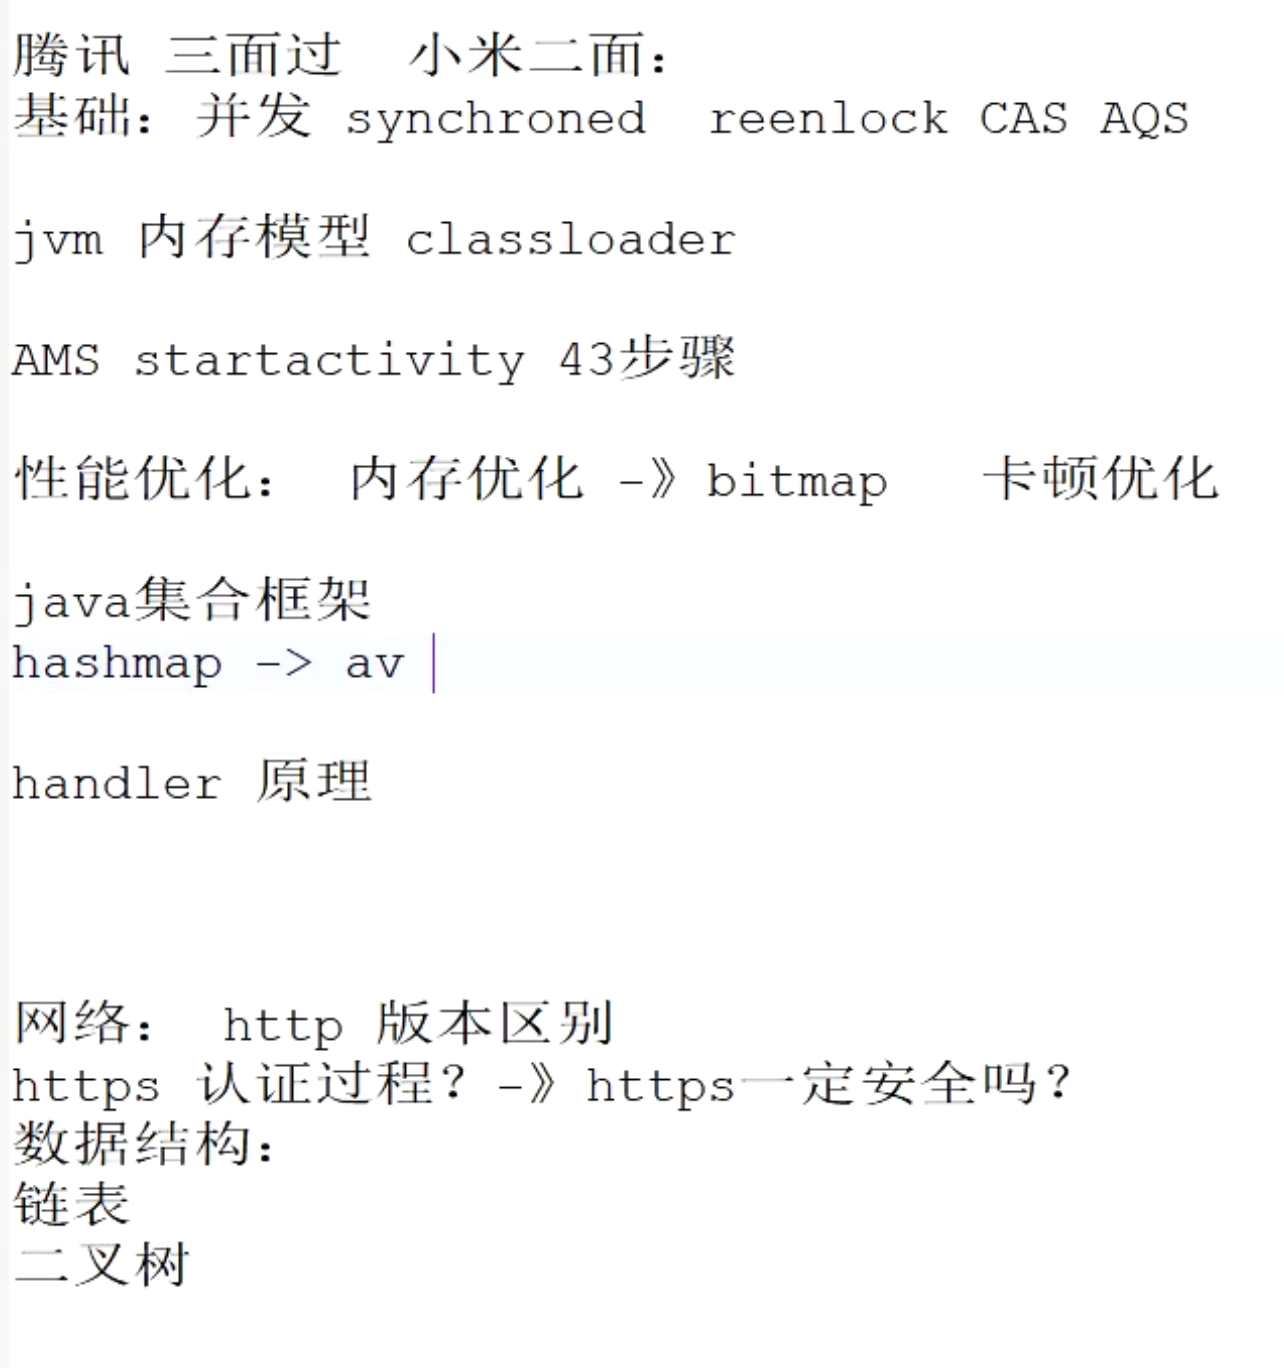 腾讯 三面过  小米二面：
基础：并发 synchroned  reenlock CAS AQS
jvm 内存模型 classloader
AMS startactivity 43步骤
性能优化：  内存优化 -》bitmap   卡顿优化
java集合框架
hashmap -> av
handler 原理
网络：  http 版本区别
https 认证过程？-》https一定安全吗？
数据结构：
链表
二叉树